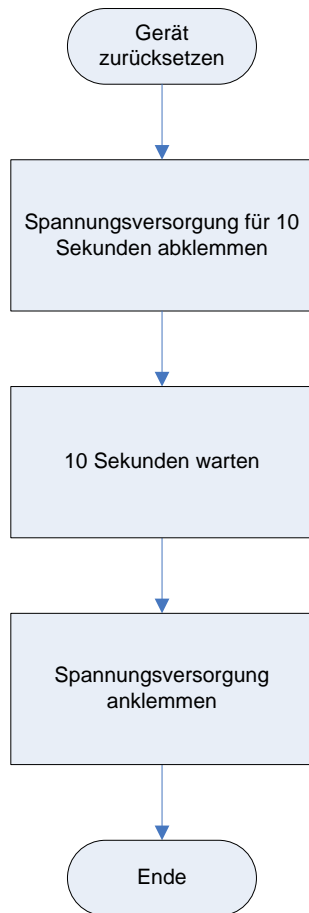 Gerät
zurücksetzen
Spannungsversorgung für 10
Sekunden abklemmen
10 Sekunden warten
Spannungsversorgung
anklemmen
Ende